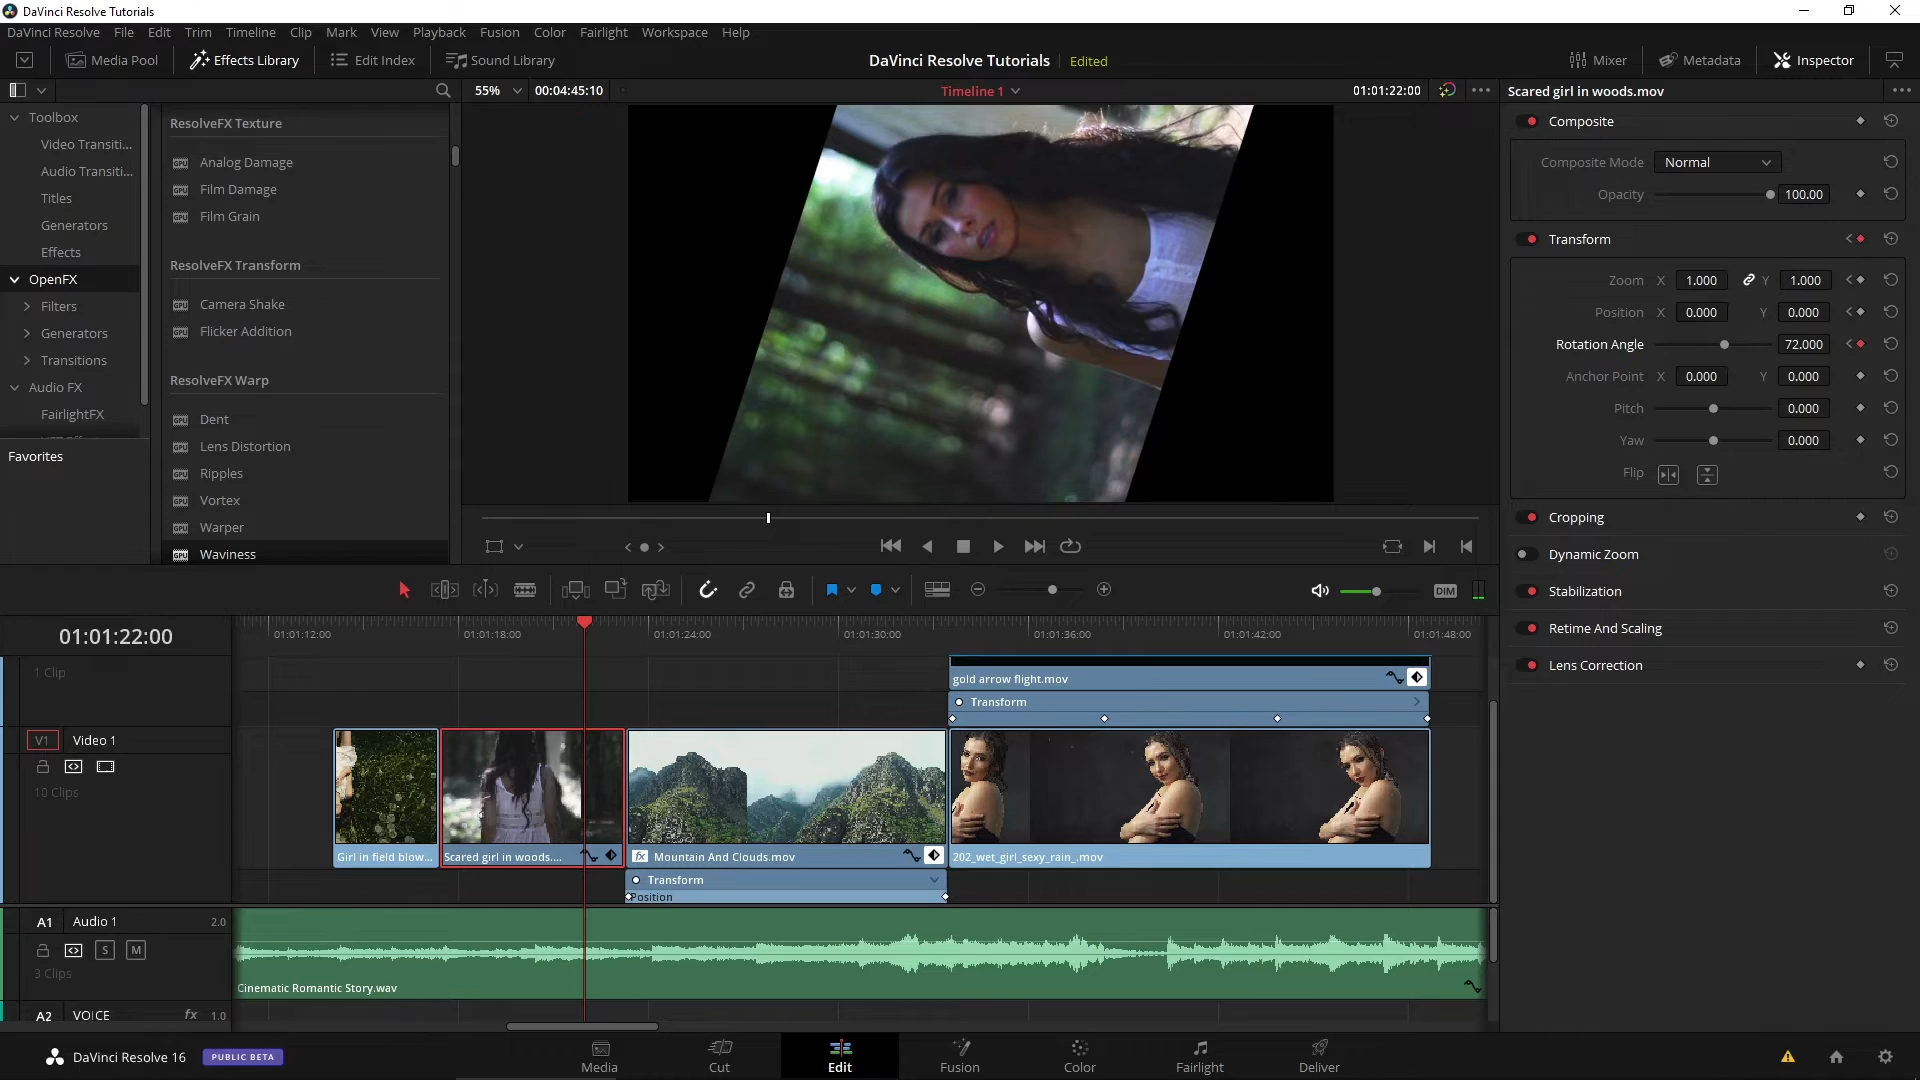 DaVinci Resolve Tutorials
DaVinci Resolve File Edit Trim Timeline Clip Mark View Playback Fusion Color Fairlight Workspace Help
Media Pool Effects Library Edit Index Sound Library DaVinci Resolve Tutorials Edited Mixer Metadata Inspector
55% 00:04:45:10 Timeline 1 01:01:22:00 Scared girl in woods.mov
Toolbox
Video Transiti...
Audio Transiti...
Titles
Generators
Effects
OpenFX
Filters
Generators
Transitions
Audio FX
FairlightFX
Favorites
ResolveFX Texture
Analog Damage
Film Damage
Film Grain
ResolveFX Transform
Camera Shake
Flicker Addition
ResolveFX Warp
Dent
Lens Distortion
Ripples
Vortex
Warper
Waviness
Composite
Composite Mode Normal
Opacity 100.00
Transform
Zoom X 1.000 Y 1.000
Position X 0.000 Y 0.000
Rotation Angle 72.000
Anchor Point X 0.000 Y 0.000
Pitch 0.000
Yaw 0.000
Flip
Cropping
Dynamic Zoom
Stabilization
Retime And Scaling
Lens Correction
DIM
01:01:22:00
01:01:12:00 01:01:18:00 01:01:24:00 01:01:30:00 01:01:36:00 01:01:42:00 01:01:48:00
1 Clip
gold arrow flight.mov
Transform
V1 Video 1
10 Clips
Girl in field blow... Scared girl in woods.... fx Mountain And Clouds.mov 202_wet_girl_sexy_rain_.mov
Transform
Position
A1 Audio 1 2.0
S M
3 Clips
Cinematic Romantic Story.wav
A2 VOICE fx 1.0
DaVinci Resolve 16 PUBLIC BETA
Media Cut Edit Fusion Color Fairlight Deliver